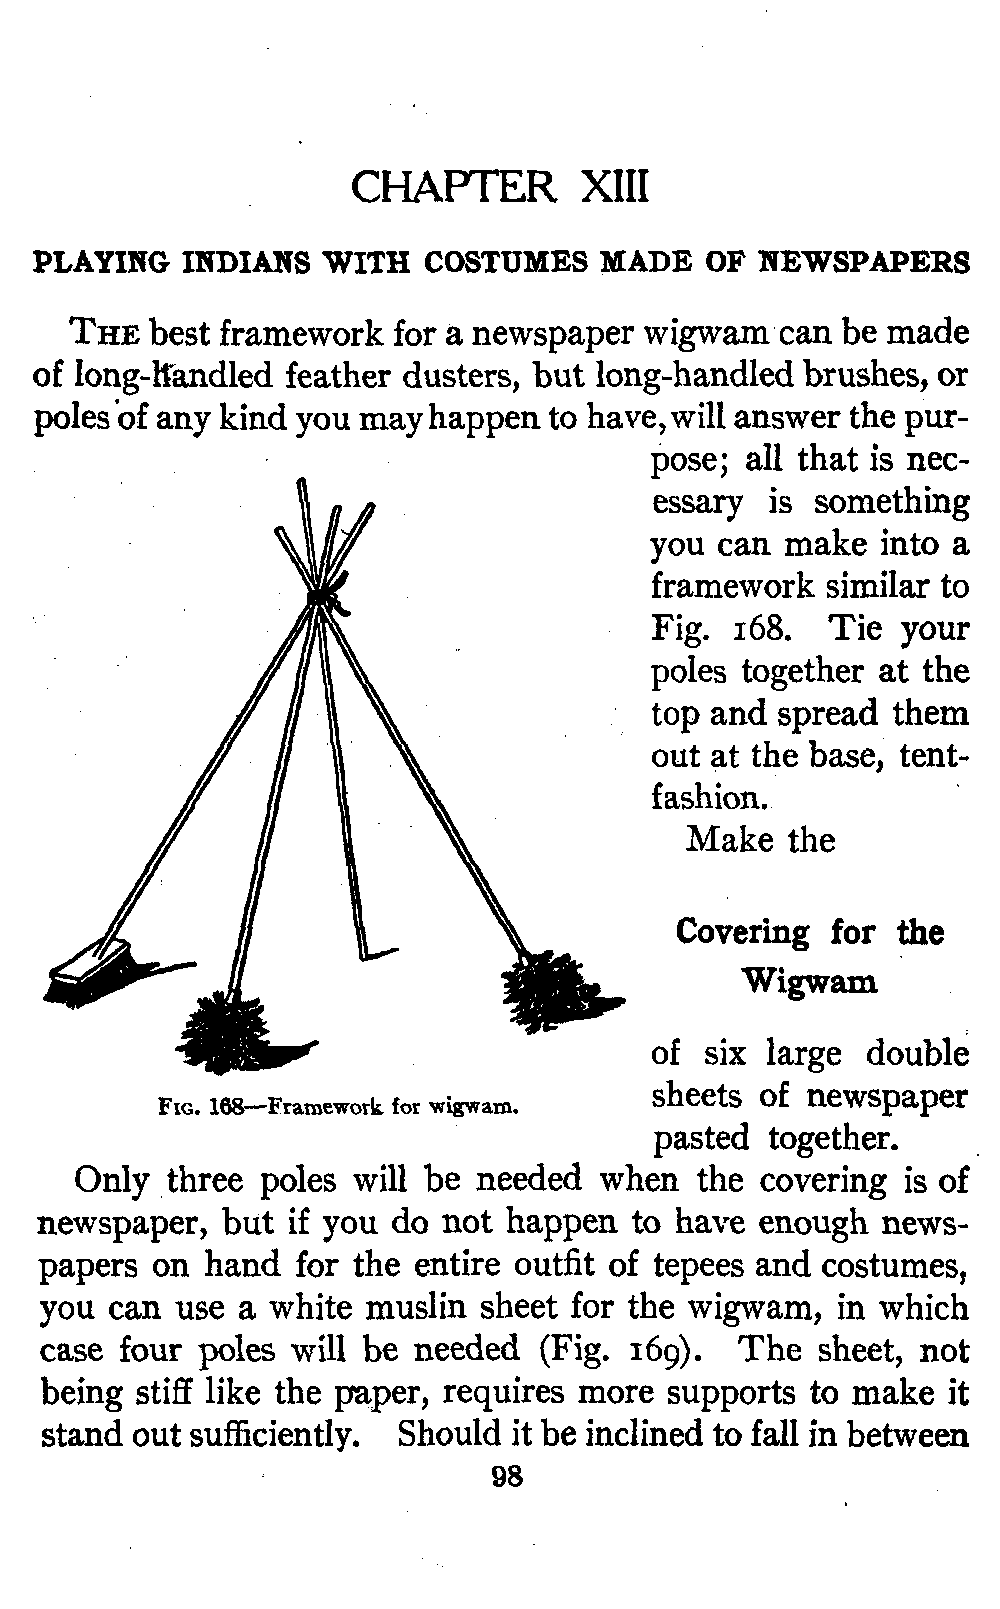 CHAPTER XIII
PLAYING INDIANS WITH COSTUMES MADE OF NEWSPAPERS
THE best framework for a newspaper wigwam can be made
of long-handled feather dusters, but long-handled brushes, or
poles of any kind you may happen to have, will answer the pur-
pose; all that is nec-
essary is something
you can make into a
framework similar to
Fig. 168. Tie your
poles together at the
top and spread them
out at the base, tent-
fashion.
Make the
Covering for the
Wigwam
of six large double
sheets of newspaper
pasted together.
FIG. 168—Framework for wigwam.
Only three poles will be needed when the covering is of
newspaper, but if you do not happen to have enough news-
papers on hand for the entire outfit of tepees and costumes,
you can use a white muslin sheet for the wigwam, in which
case four poles will be needed (Fig. 169). The sheet, not
being stiff like the paper, requires more supports to make it
stand out sufficiently. Should it be inclined to fall in between
98